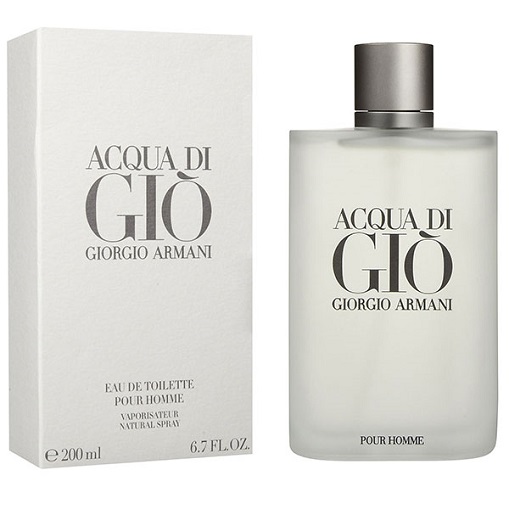 ACQUA DI
GIÒ
GIORGIO ARMANI
EAU DE TOILETTE
POUR HOMME
VAPORISATEUR
NATURAL SPRAY
℮ 200 ml 6.7 FL. OZ.
ACQUA DI
GIÒ
GIORGIO ARMANI
POUR HOMME